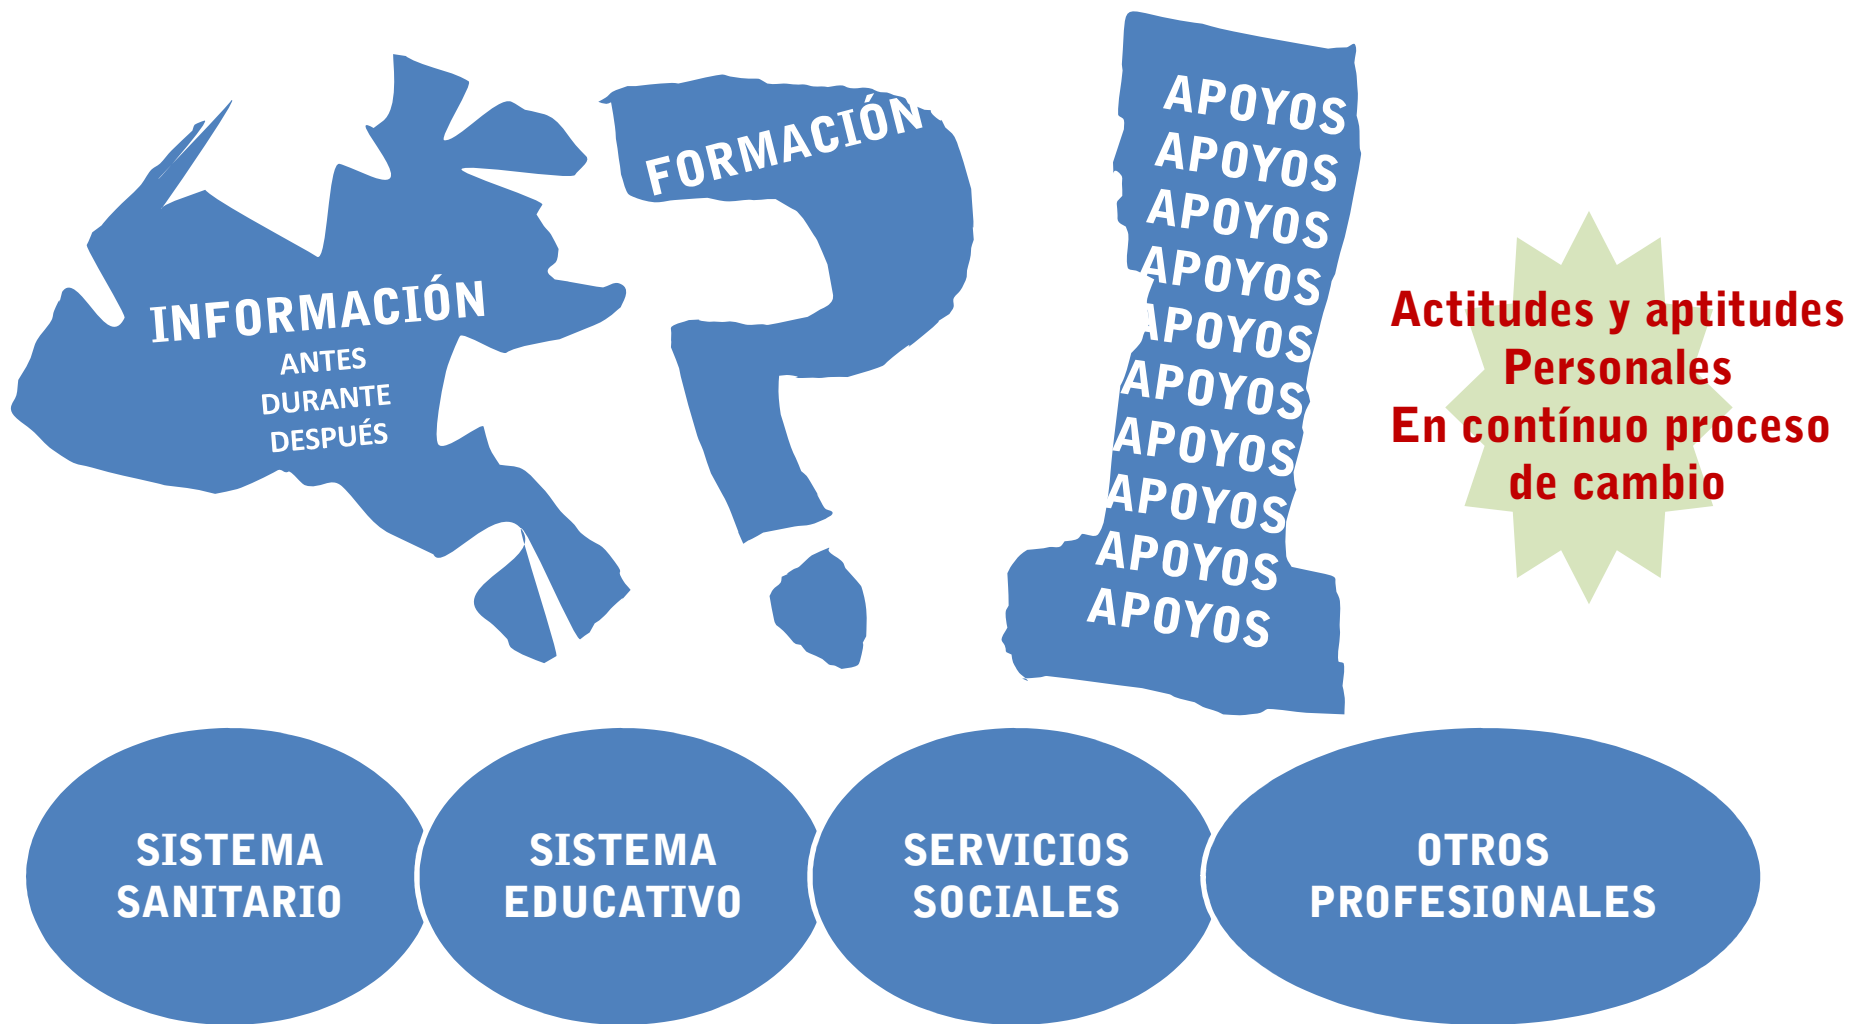 INFORMACIÓN
ANTES
DURANTE
DESPUÉS
FORMACIÓN
APOYOS
APOYOS
APOYOS
APOYOS
APOYOS
APOYOS
APOYOS
APOYOS
APOYOS
APOYOS
Actitudes y aptitudes
Personales
En contínuo proceso
de cambio
SISTEMA
SANITARIO
SISTEMA
EDUCATIVO
SERVICIOS
SOCIALES
OTROS
PROFESIONALES